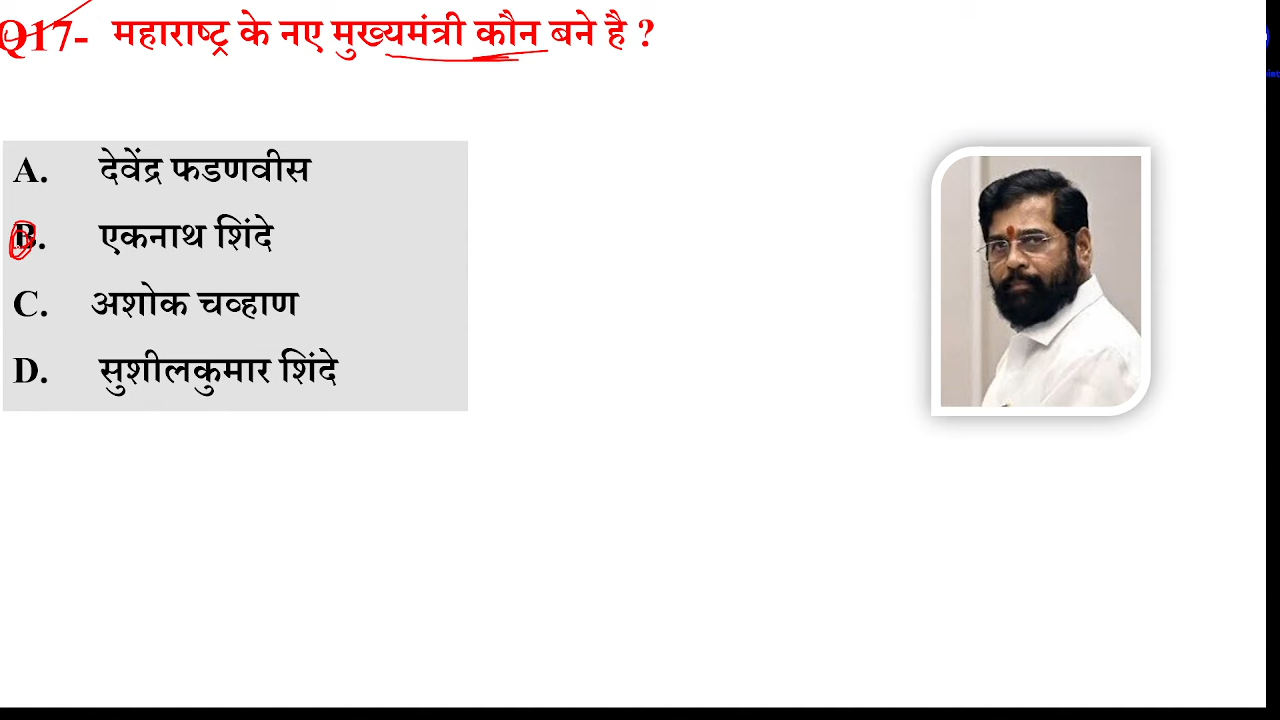 Q17- महाराष्ट्र के नए मुख्यमंत्री कौन बने है ?
A. देवेंद्र फडणवीस
B. एकनाथ शिंदे
C. अशोक चव्हाण
D. सुशीलकुमार शिंदे